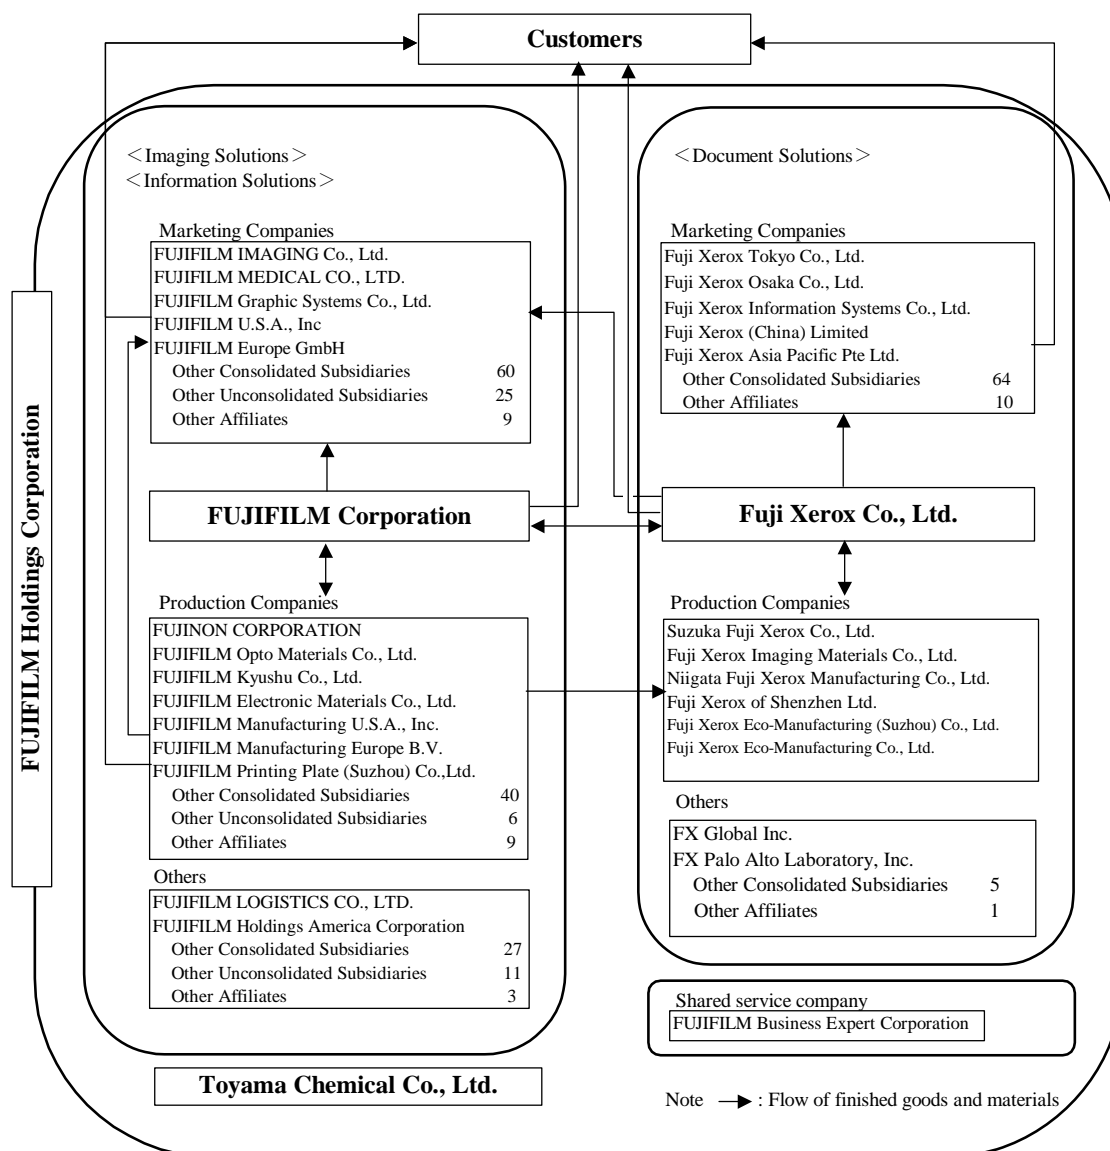 Customers
FUJIFILM Holdings Corporation
＜Imaging Solutions＞
＜Information Solutions＞
Marketing Companies
FUJIFILM IMAGING Co., Ltd.
FUJIFILM MEDICAL CO., LTD.
FUJIFILM Graphic Systems Co., Ltd.
FUJIFILM U.S.A., Inc
FUJIFILM Europe GmbH
Other Consolidated Subsidiaries 60
Other Unconsolidated Subsidiaries 25
Other Affiliates 9
FUJIFILM Corporation
Production Companies
FUJINON CORPORATION
FUJIFILM Opto Materials Co., Ltd.
FUJIFILM Kyushu Co., Ltd.
FUJIFILM Electronic Materials Co., Ltd.
FUJIFILM Manufacturing U.S.A., Inc.
FUJIFILM Manufacturing Europe B.V.
FUJIFILM Printing Plate (Suzhou) Co.,Ltd.
Other Consolidated Subsidiaries 40
Other Unconsolidated Subsidiaries 6
Other Affiliates 9
Others
FUJIFILM LOGISTICS CO., LTD.
FUJIFILM Holdings America Corporation
Other Consolidated Subsidiaries 27
Other Unconsolidated Subsidiaries 11
Other Affiliates 3
Toyama Chemical Co., Ltd.
＜Document Solutions＞
Marketing Companies
Fuji Xerox Tokyo Co., Ltd.
Fuji Xerox Osaka Co., Ltd.
Fuji Xerox Information Systems Co., Ltd.
Fuji Xerox (China) Limited
Fuji Xerox Asia Pacific Pte Ltd.
Other Consolidated Subsidiaries 64
Other Affiliates 10
Fuji Xerox Co., Ltd.
Production Companies
Suzuka Fuji Xerox Co., Ltd.
Fuji Xerox Imaging Materials Co., Ltd.
Niigata Fuji Xerox Manufacturing Co., Ltd.
Fuji Xerox of Shenzhen Ltd.
Fuji Xerox Eco-Manufacturing (Suzhou) Co., Ltd.
Fuji Xerox Eco-Manufacturing Co., Ltd.
Others
FX Global Inc.
FX Palo Alto Laboratory, Inc.
Other Consolidated Subsidiaries 5
Other Affiliates 1
Shared service company
FUJIFILM Business Expert Corporation
Note → : Flow of finished goods and materials